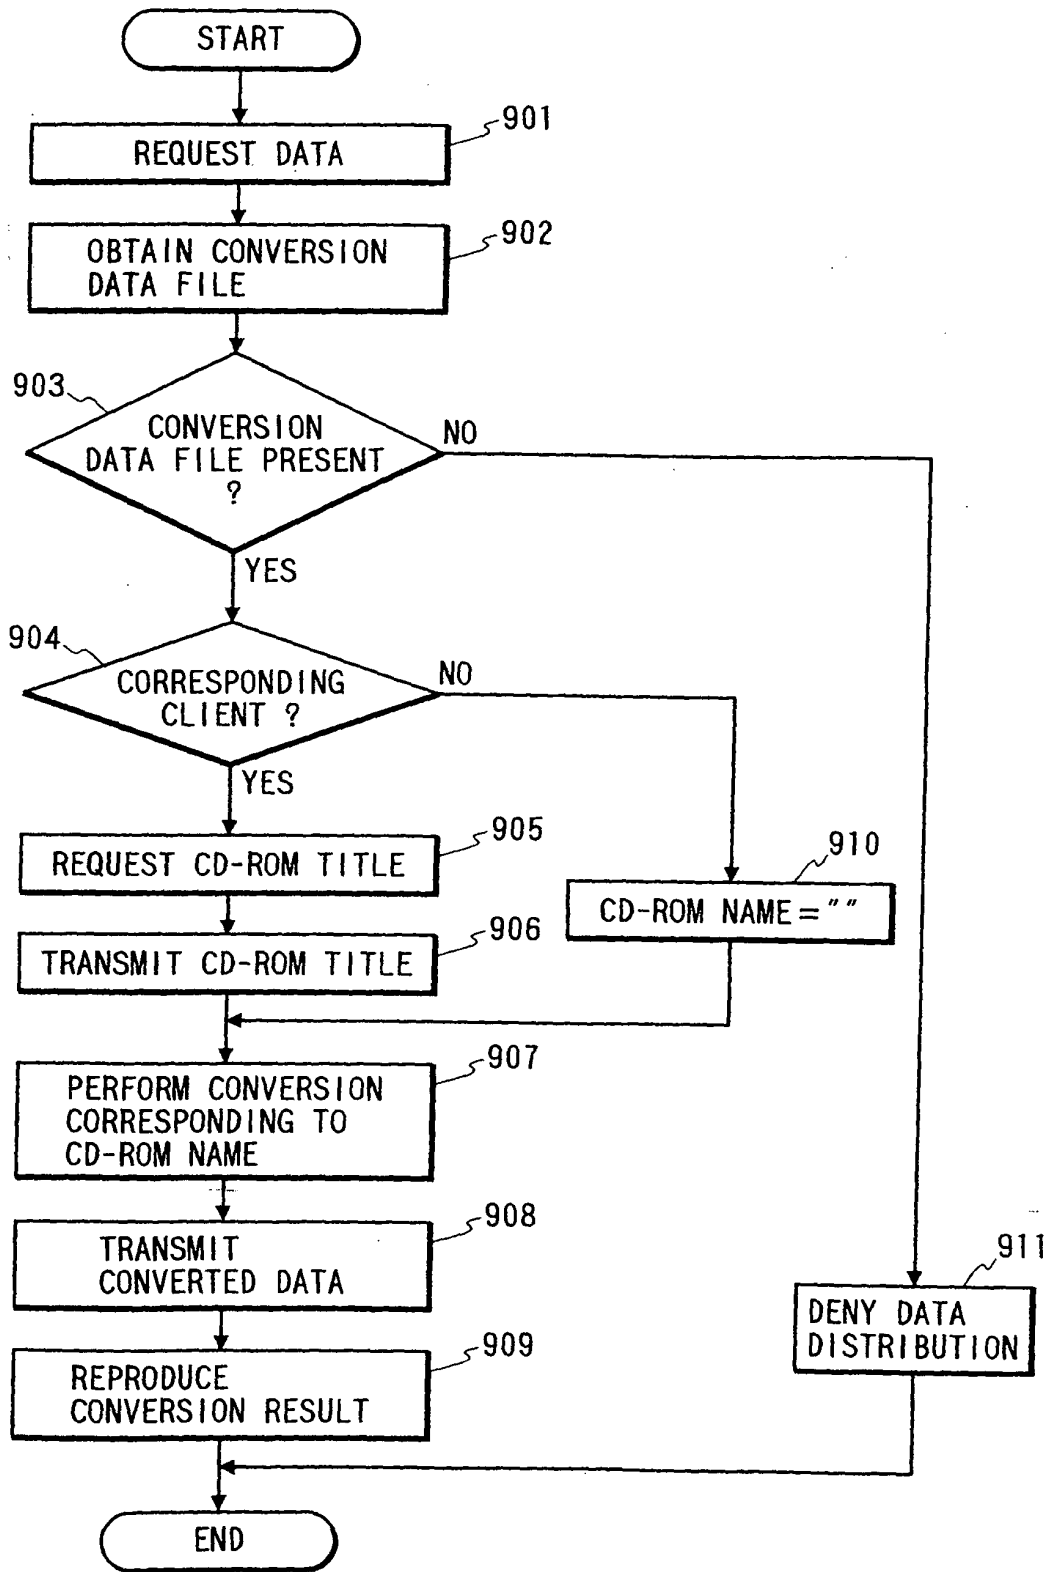 START
901
REQUEST DATA
902
OBTAIN CONVERSION
DATA FILE
903
CONVERSION
DATA FILE PRESENT
?
NO
YES
904
CORRESPONDING
CLIENT ?
NO
YES
905
REQUEST CD-ROM TITLE
910
CD-ROM NAME=""
906
TRANSMIT CD-ROM TITLE
907
PERFORM CONVERSION
CORRESPONDING TO
CD-ROM NAME
908
TRANSMIT
CONVERTED DATA
911
DENY DATA
DISTRIBUTION
909
REPRODUCE
CONVERSION RESULT
END